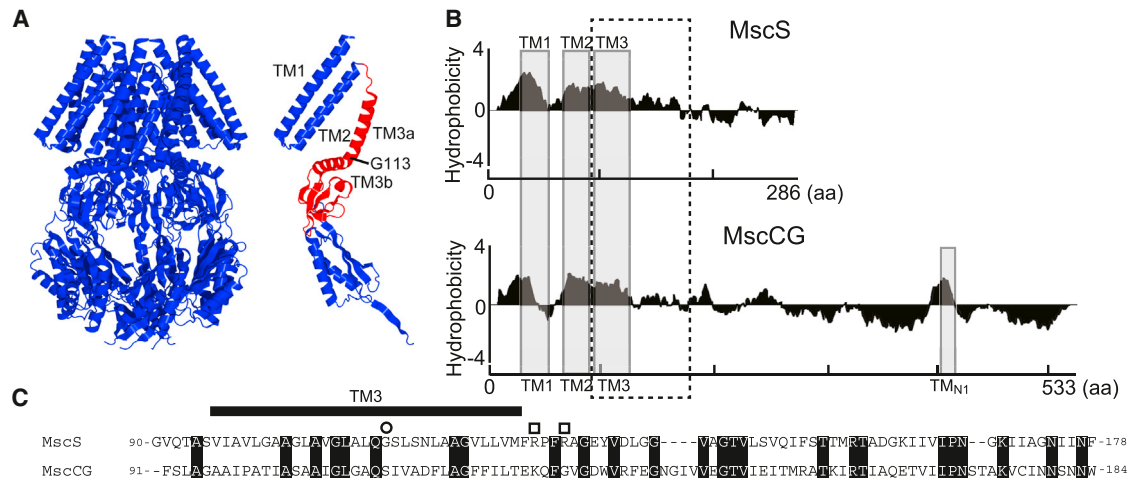 A
TM1
TM2
TM3a
G113
TM3b
B
TM1 TM2 TM3
MscS
Hydrophobicity
4
0
-4
0
286 (aa)
MscCG
Hydrophobicity
4
0
-4
0
TM1 TM2 TM3
TMN1
533 (aa)
C
TM3
MscS 90-GVQTASVIAVLGAAGLAVGLALQGSLSNLAAGVLLVMFRPFRAGEYVDLGG----VAGTVLSVQIFSTTMRTADGKIIVIPN--GKIIAGNIINF-178
MscCG 91--FSLAGAAIPATIASAAIGLGAQSIVADFLAGFFILTEKQFGVGDWVRFEGNGIVVEGTVIEITMRATKIRTIAQETVIIPNSTAKVCINNSNNW-184